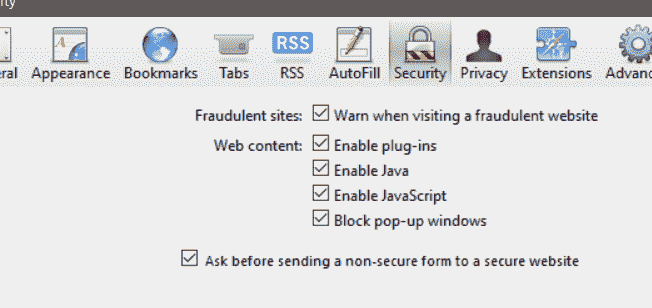 ity
ral Appearance Bookmarks Tabs RSS RSS AutoFill Security Privacy Extensions Advanc
Fraudulent sites: Warn when visiting a fraudulent website
Web content: Enable plug-ins
Enable Java
Enable JavaScript
Block pop-up windows
Ask before sending a non-secure form to a secure website